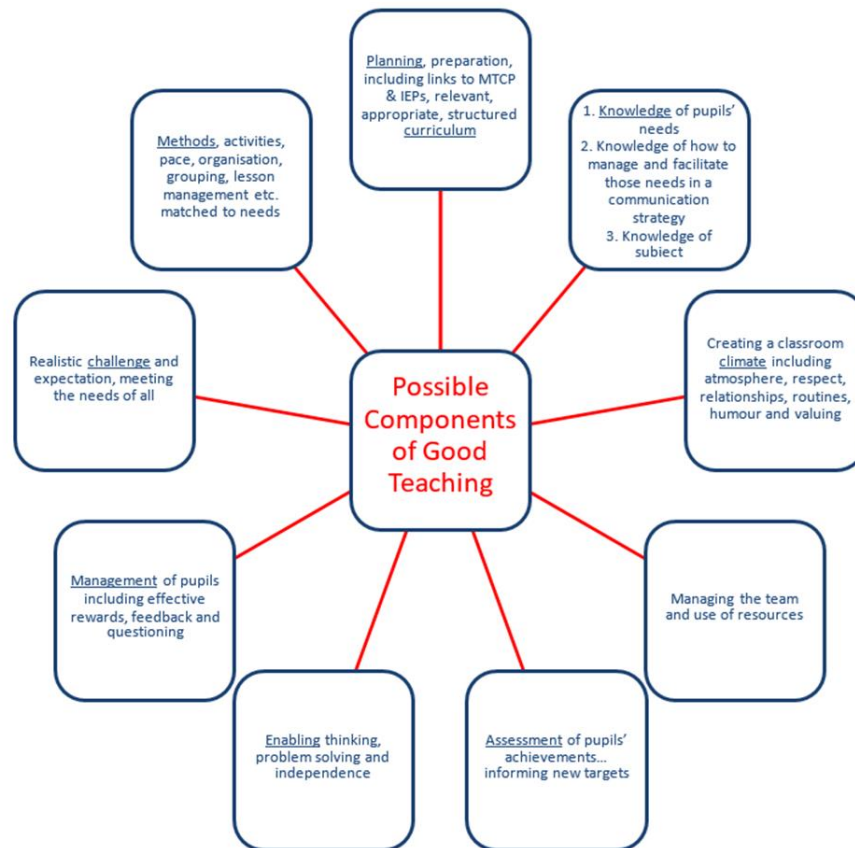 Planning, preparation,
including links to MTCP
& IEPs, relevant,
appropriate, structured
curriculum
1. Knowledge of pupils'
needs
2. Knowledge of how to
manage and facilitate
those needs in a
communication
strategy
3. Knowledge of
subject
Creating a classroom
climate including
atmosphere, respect,
relationships, routines,
humour and valuing
Managing the team
and use of resources
Assessment of pupils'
achievements...
informing new targets
Enabling thinking,
problem solving and
independence
Management of pupils
including effective
rewards, feedback and
questioning
Realistic challenge and
expectation, meeting
the needs of all
Methods, activities,
pace, organisation,
grouping, lesson
management etc.
matched to needs
Possible
Components
of Good
Teaching